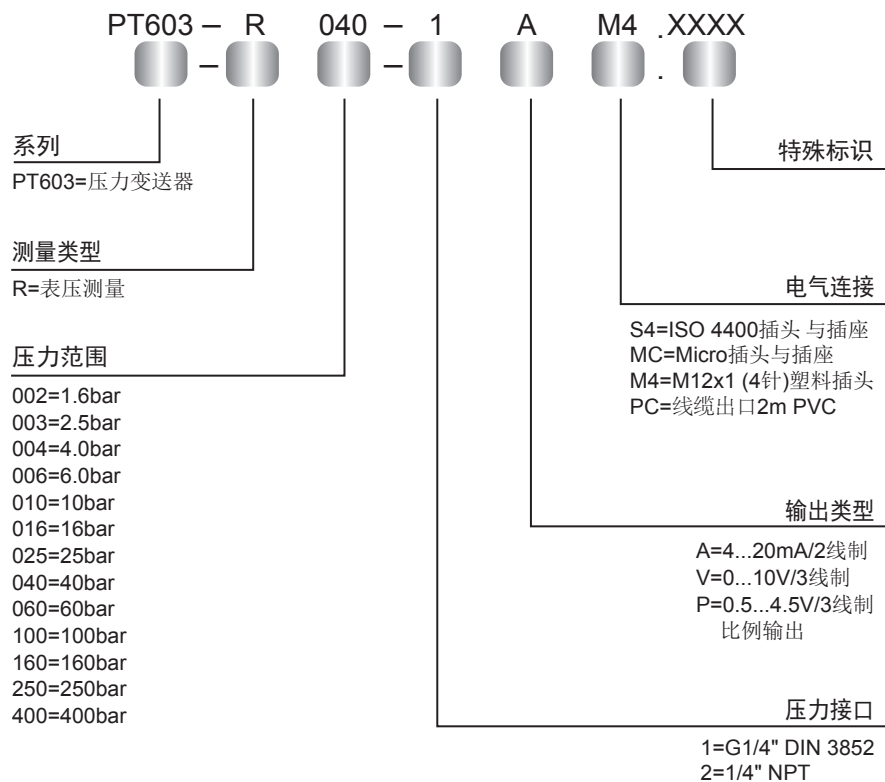 PT603 – R 040 – 1 A M4 .XXXX
– – .
系列
PT603=压力变送器
测量类型
R=表压测量
压力范围
002=1.6bar
003=2.5bar
004=4.0bar
006=6.0bar
010=10bar
016=16bar
025=25bar
040=40bar
060=60bar
100=100bar
160=160bar
250=250bar
400=400bar
特殊标识
电气连接
S4=ISO 4400插头 与插座
MC=Micro插头与插座
M4=M12x1 (4针)塑料插头
PC=线缆出口2m PVC
输出类型
A=4...20mA/2线制
V=0...10V/3线制
P=0.5...4.5V/3线制
比例输出
压力接口
1=G1/4" DIN 3852
2=1/4" NPT